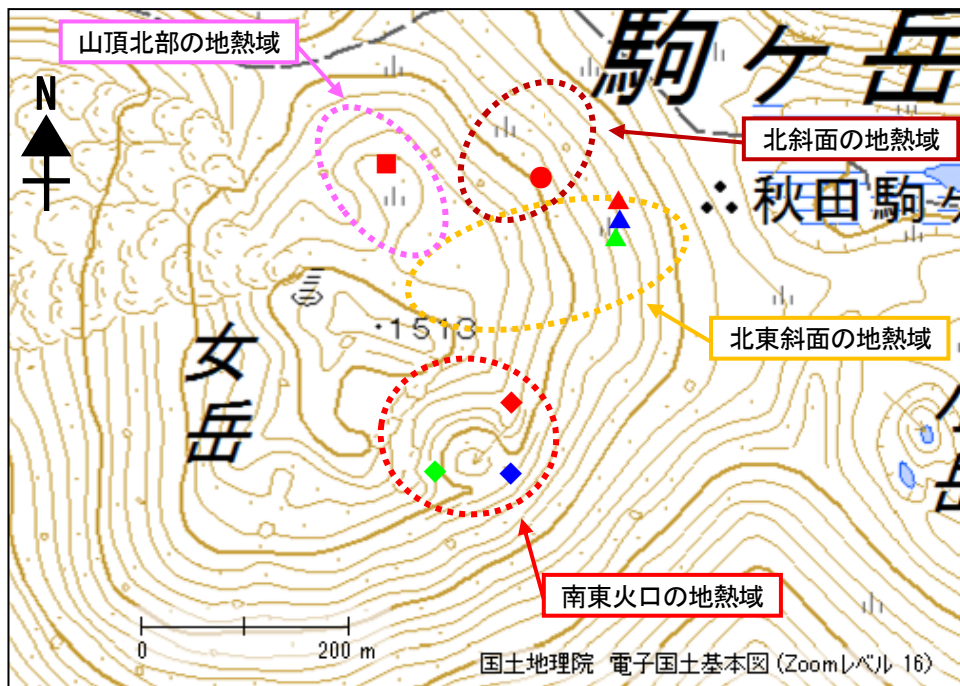 山頂北部の地熱域
駒ヶ岳
N
北斜面の地熱域
秋田駒ヶ
・1513
北東斜面の地熱域
女岳
南東火口の地熱域
0
200 m
国土地理院 電子国土基本図 (Zoomレベル 16)